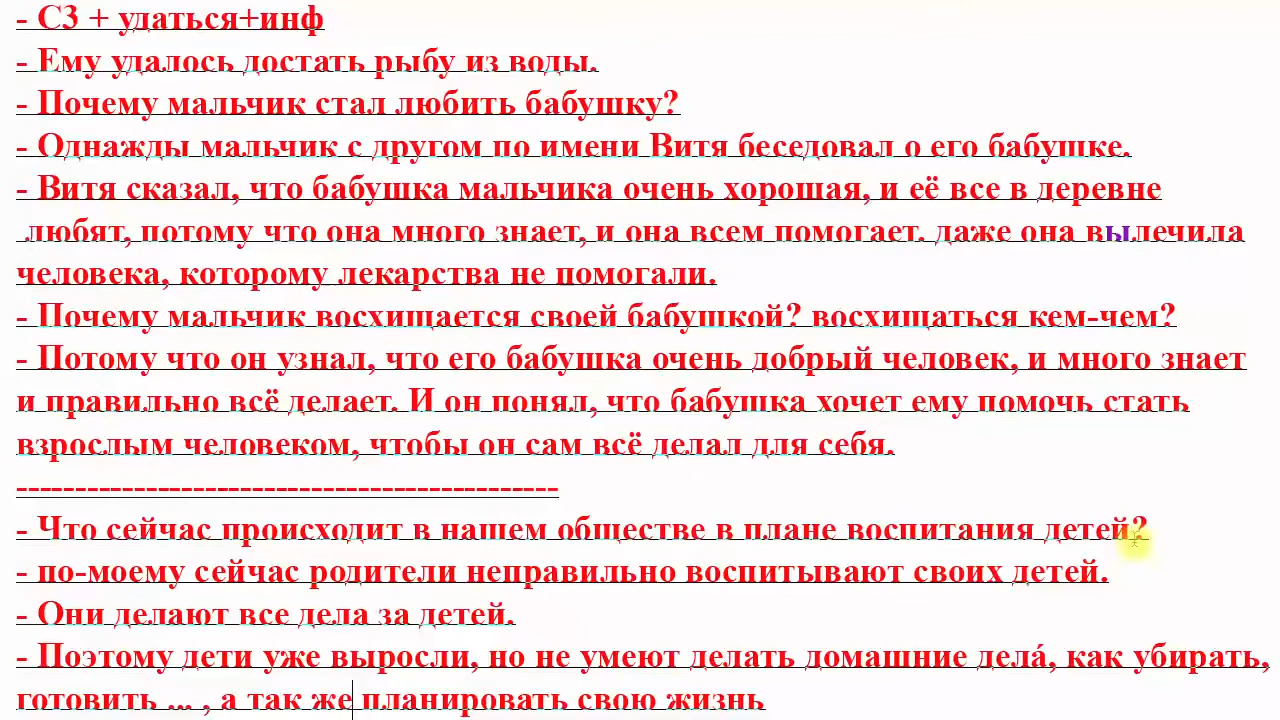 - С3 + удаться+инф
- Ему удалось достать рыбу из воды.
- Почему мальчик стал любить бабушку?
- Однажды мальчик с другом по имени Витя беседовал о его бабушке.
- Витя сказал, что бабушка мальчика очень хорошая, и её все в деревне
любят, потому что она много знает, и она всем помогает. даже она вылечила
человека, которому лекарства не помогали.
- Почему мальчик восхищается своей бабушкой? восхищаться кем-чем?
- Потому что он узнал, что его бабушка очень добрый человек, и много знает
и правильно всё делает. И он понял, что бабушка хочет ему помочь стать
взрослым человеком, чтобы он сам всё делал для себя.
----------------------------------------------
- Что сейчас происходит в нашем обществе в плане воспитания детей?
- по-моему сейчас родители неправильно воспитывают своих детей.
- Они делают все дела за детей.
- Поэтому дети уже выросли, но не умеют делать домашние дела́, как убирать,
готовить ... , а так же планировать свою жизнь